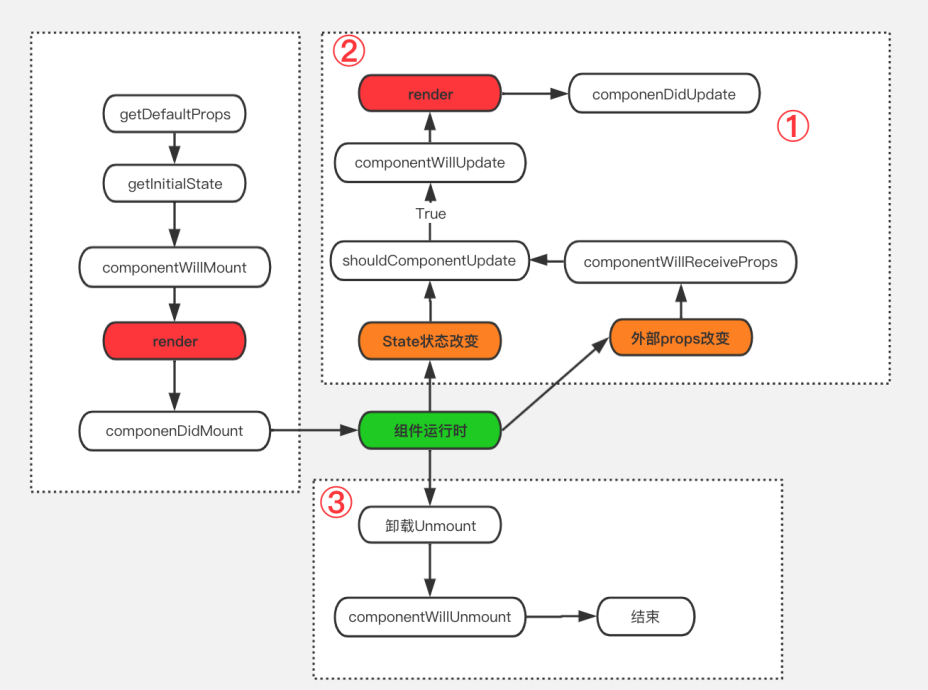 getDefaultProps
getInitialState
componentWillMount
render
componenDidMount
②
①
render
componenDidUpdate
componentWillUpdate
True
shouldComponentUpdate
componentWillReceiveProps
State状态改变
外部props改变
组件运行时
③
卸载Unmount
componentWillUnmount
结束